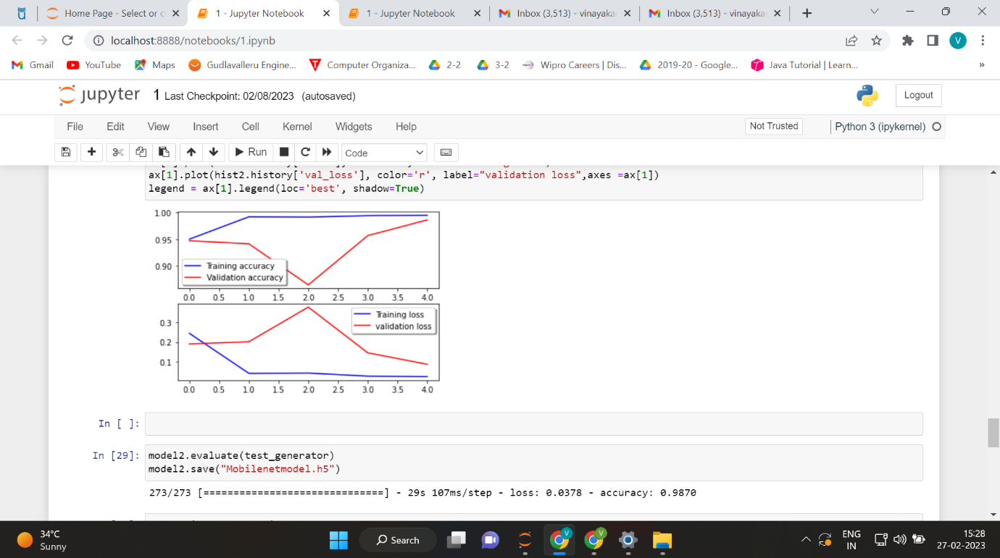 Home Page - Select or c
1 - Jupyter Notebook
1 - Jupyter Notebook
Inbox (3,513) - vinayaka
Inbox (3,513) - vinayaka
localhost:8888/notebooks/1.ipynb
V
Gmail
YouTube
Maps
Gudlavalleru Engine...
Computer Organiza...
2-2
3-2
Wipro Careers | Dis...
2019-20 - Google...
Java Tutorial | Learn...
»
jupyter 1 Last Checkpoint: 02/08/2023 (autosaved)
Logout
File Edit View Insert Cell Kernel Widgets Help
Not Trusted
Python 3 (ipykernel)
Run
Code
ax[1].plot(hist2.history['val_loss'], color='r', label="validation loss",axes =ax[1])
legend = ax[1].legend(loc='best', shadow=True)
1.00
0.95
0.90
Training accuracy
Validation accuracy
0.0 0.5 1.0 1.5 2.0 2.5 3.0 3.5 4.0
0.3
0.2
0.1
Training loss
validation loss
0.0 0.5 1.0 1.5 2.0 2.5 3.0 3.5 4.0
In [ ]:
In [29]:
model2.evaluate(test_generator)
model2.save("Mobilenetmodel.h5")
273/273 [==============================] - 29s 107ms/step - loss: 0.0378 - accuracy: 0.9870
34°C
Sunny
Search
V
V
ENG
IN
15:28
27-02-2023